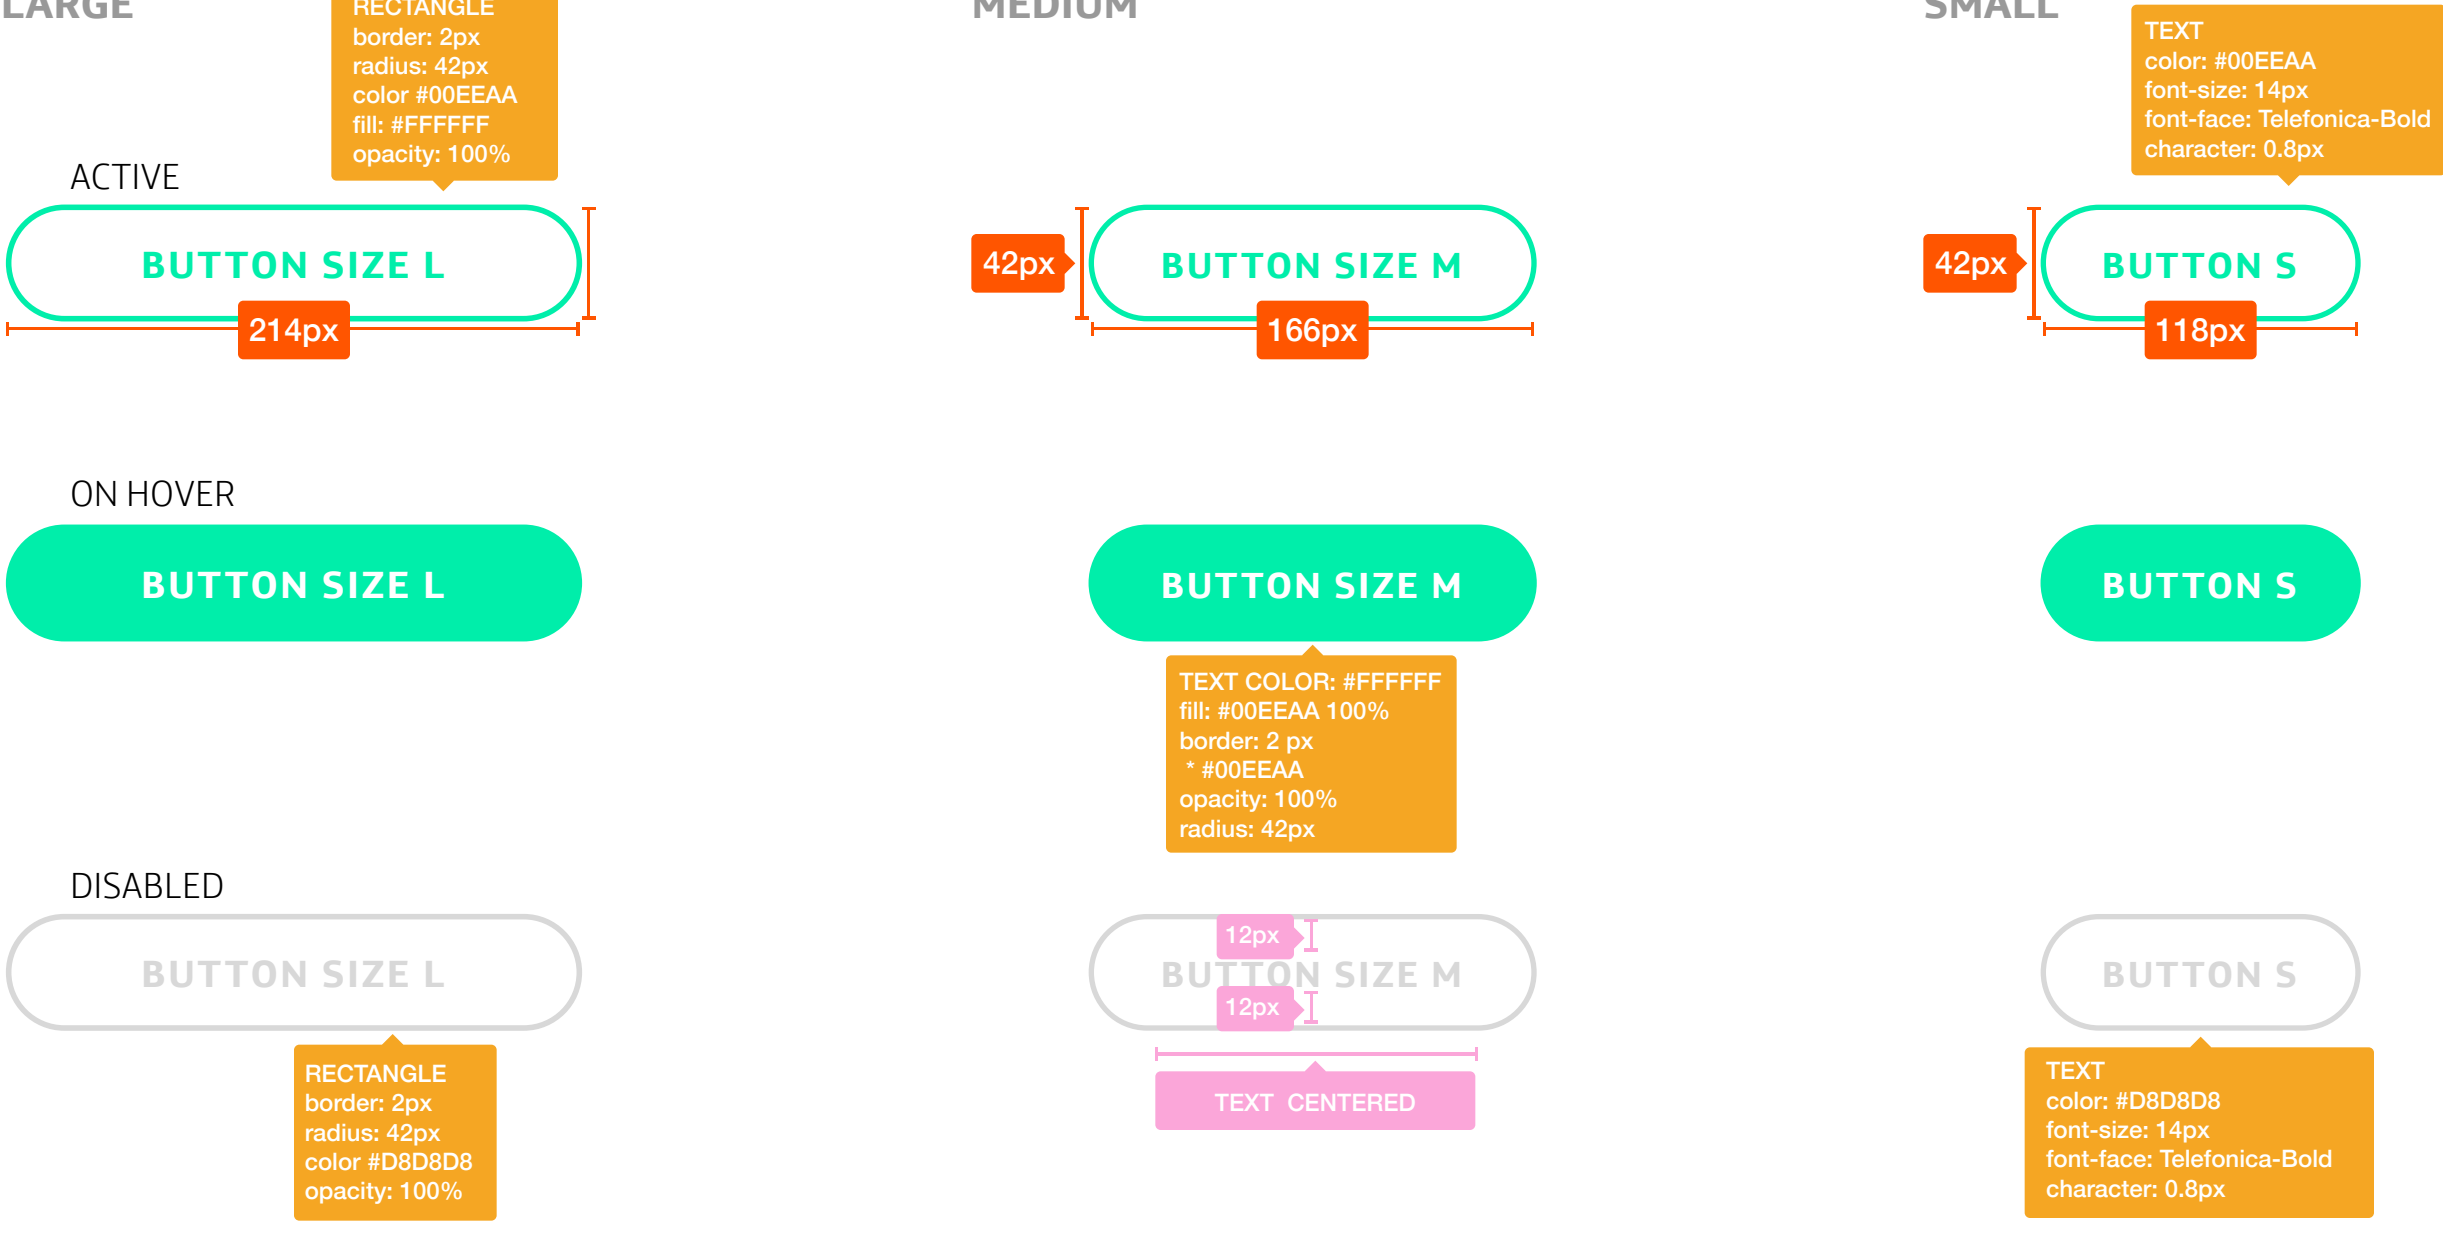 LARGE
MEDIUM
SMALL
RECTANGLE
border: 2px
radius: 42px
color #00EEAA
fill: #FFFFFF
opacity: 100%
TEXT
color: #00EEAA
font-size: 14px
font-face: Telefonica-Bold
character: 0.8px
ACTIVE
BUTTON SIZE L
214px
42px
BUTTON SIZE M
166px
42px
BUTTON S
118px
ON HOVER
BUTTON SIZE L
BUTTON SIZE M
BUTTON S
TEXT COLOR: #FFFFFF
fill: #00EEAA 100%
border: 2 px
* #00EEAA
opacity: 100%
radius: 42px
DISABLED
BUTTON SIZE L
12px
BUTTON SIZE M
12px
TEXT CENTERED
BUTTON S
RECTANGLE
border: 2px
radius: 42px
color #D8D8D8
opacity: 100%
TEXT
color: #D8D8D8
font-size: 14px
font-face: Telefonica-Bold
character: 0.8px